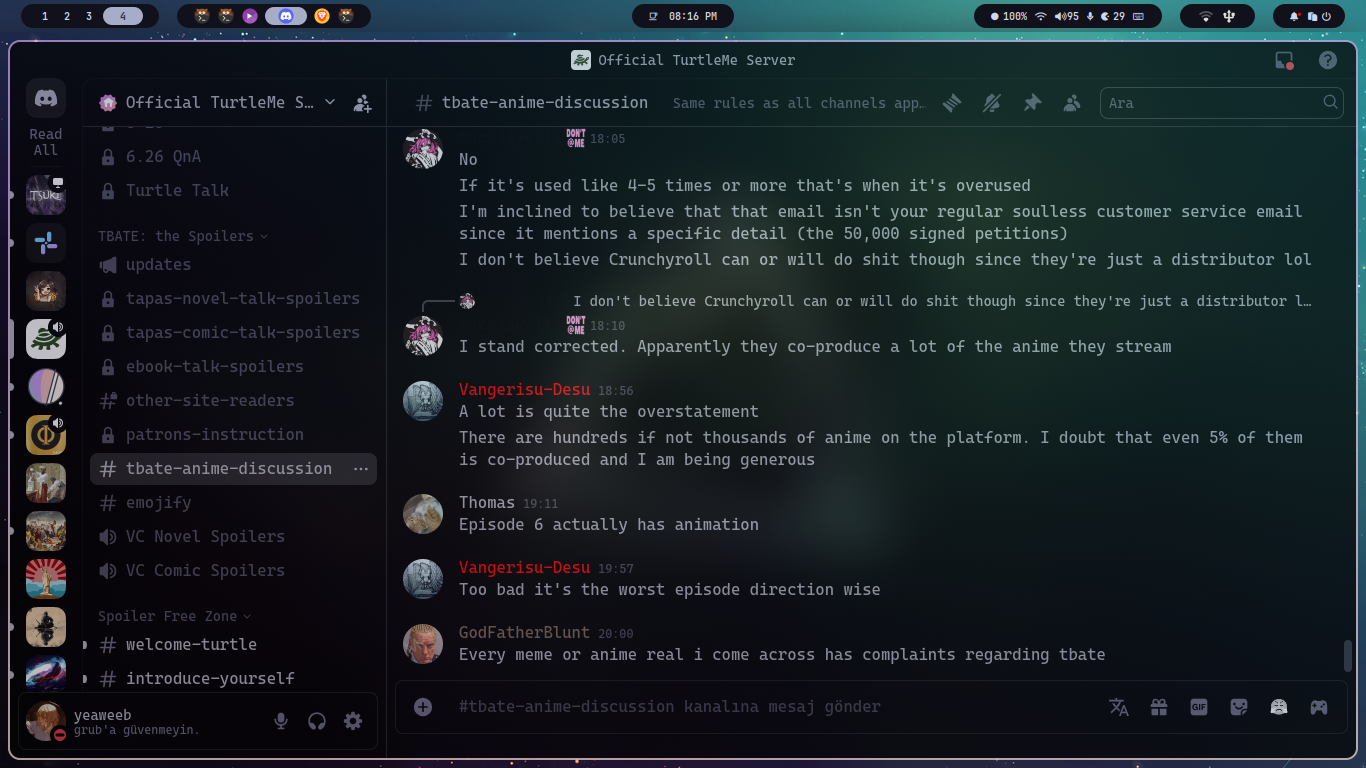 1 2 3 4
08:16 PM
100% 95 29
Official TurtleMe Server
Read
All
TSUKI
Official TurtleMe S…
6.26 QnA
Turtle Talk
TBATE: the Spoilers
updates
tapas-novel-talk-spoilers
tapas-comic-talk-spoilers
ebook-talk-spoilers
other-site-readers
patrons-instruction
tbate-anime-discussion
emojify
VC Novel Spoilers
VC Comic Spoilers
Spoiler Free Zone
welcome-turtle
introduce-yourself
yeaweeb
grub'a güvenmeyin.
# tbate-anime-discussion Same rules as all channels app…
Ara
DON'T
@ME 18:05
No
If it's used like 4-5 times or more that's when it's overused
I'm inclined to believe that that email isn't your regular soulless customer service email
since it mentions a specific detail (the 50,000 signed petitions)
I don't believe Crunchyroll can or will do shit though since they're just a distributor lol
I don't believe Crunchyroll can or will do shit though since they're just a distributor l…
DON'T
@ME 18:10
I stand corrected. Apparently they co-produce a lot of the anime they stream
Vangerisu-Desu 18:56
A lot is quite the overstatement
There are hundreds if not thousands of anime on the platform. I doubt that even 5% of them
is co-produced and I am being generous
Thomas 19:11
Episode 6 actually has animation
Vangerisu-Desu 19:57
Too bad it's the worst episode direction wise
GodFatherBlunt 20:00
Every meme or anime real i come across has complaints regarding tbate
#tbate-anime-discussion kanalına mesaj gönder
GIF